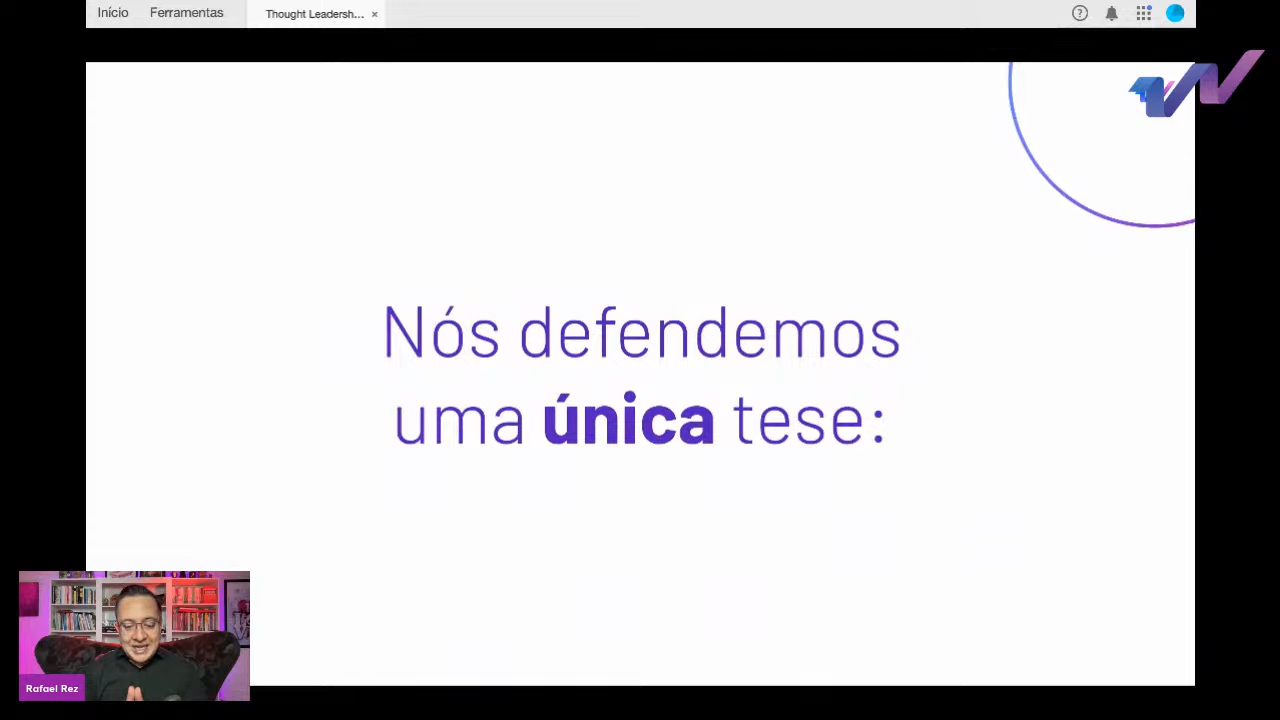 Início Ferramentas Thought Leadersh... ×
Nós defendemos
uma única tese:
Rafael Rez